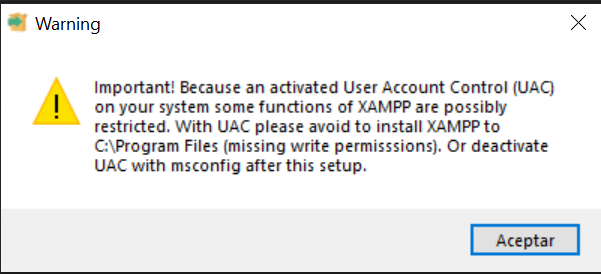 Warning
Important! Because an activated User Account Control (UAC)
on your system some functions of XAMPP are possibly
restricted. With UAC please avoid to install XAMPP to
C:\Program Files (missing write permisssions). Or deactivate
UAC with msconfig after this setup.
Aceptar